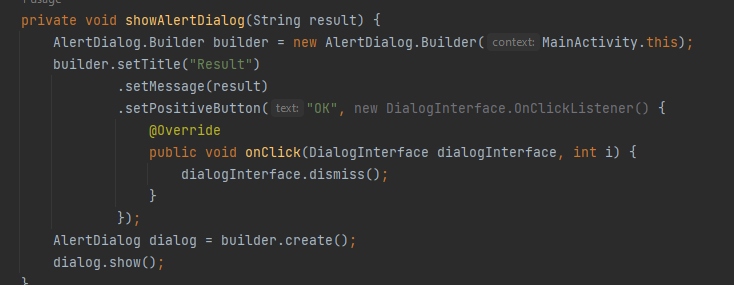 1 usage
private void showAlertDialog(String result) {
AlertDialog.Builder builder = new AlertDialog.Builder( context: MainActivity.this);
builder.setTitle("Result")
.setMessage(result)
.setPositiveButton( text: "OK", new DialogInterface.OnClickListener() {
@Override
public void onClick(DialogInterface dialogInterface, int i) {
dialogInterface.dismiss();
}
});
AlertDialog dialog = builder.create();
dialog.show();
}